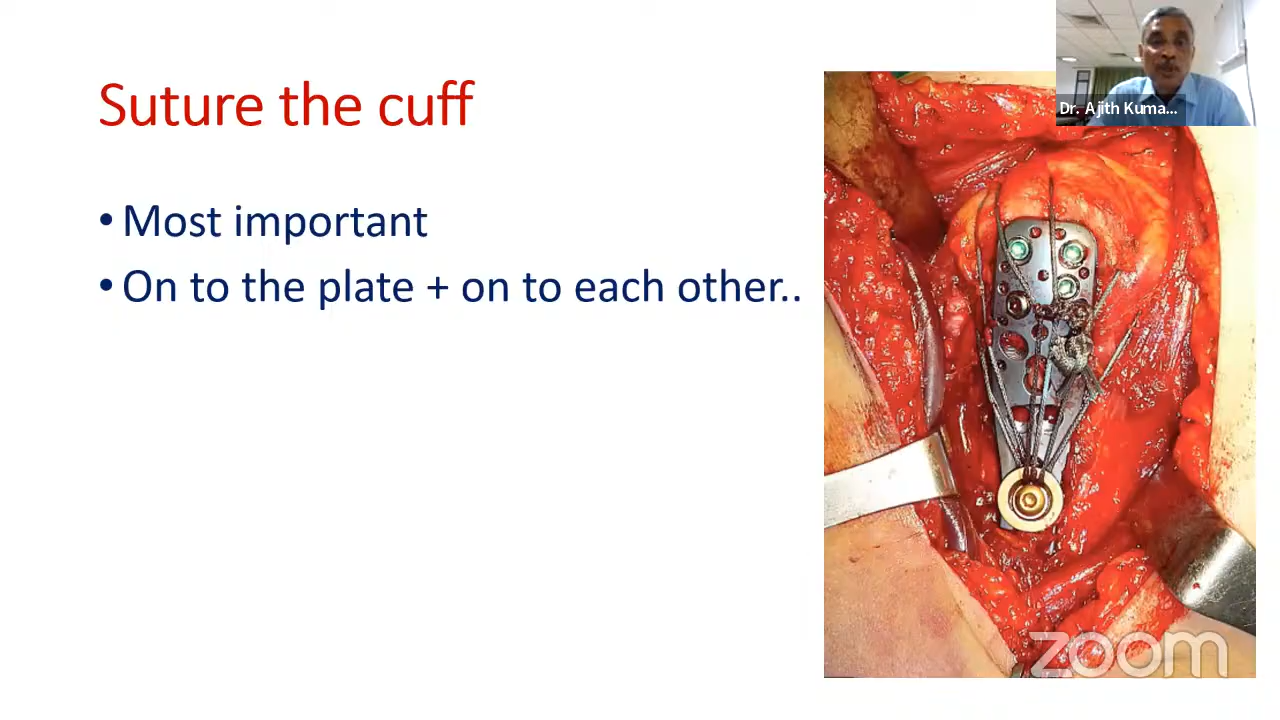 Suture the cuff
• Most important
• On to the plate + on to each other..
Dr. Ajith Kuma...
zoom